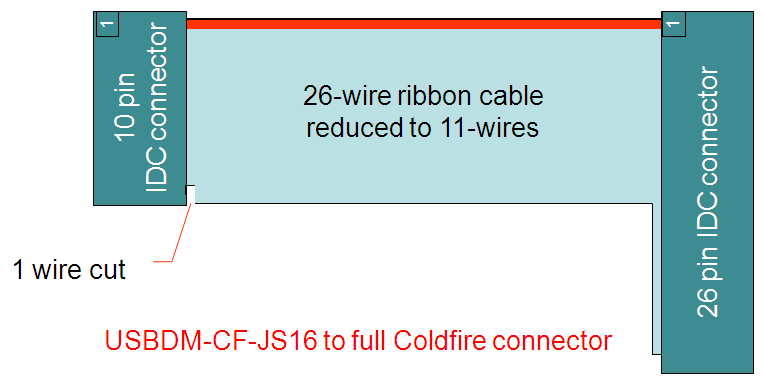 1
10 pin
IDC connector
26-wire ribbon cable
reduced to 11-wires
1
26 pin IDC connector
1 wire cut
USBDM-CF-JS16 to full Coldfire connector